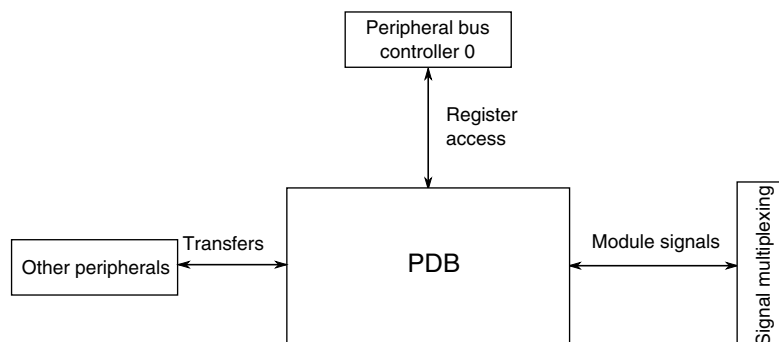 Peripheral bus
controller 0
Register
access
Transfers
Other peripherals
PDB
Module signals
Signal multiplexing